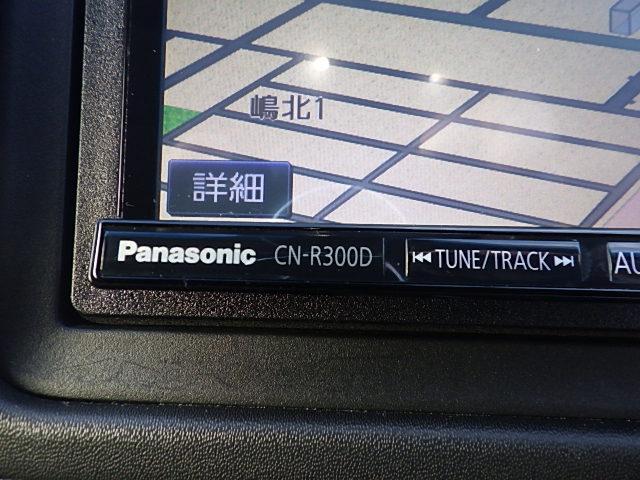 嶋北1
詳細
Panasonic CN-R300D ⏮ TUNE/TRACK ⏭ AU